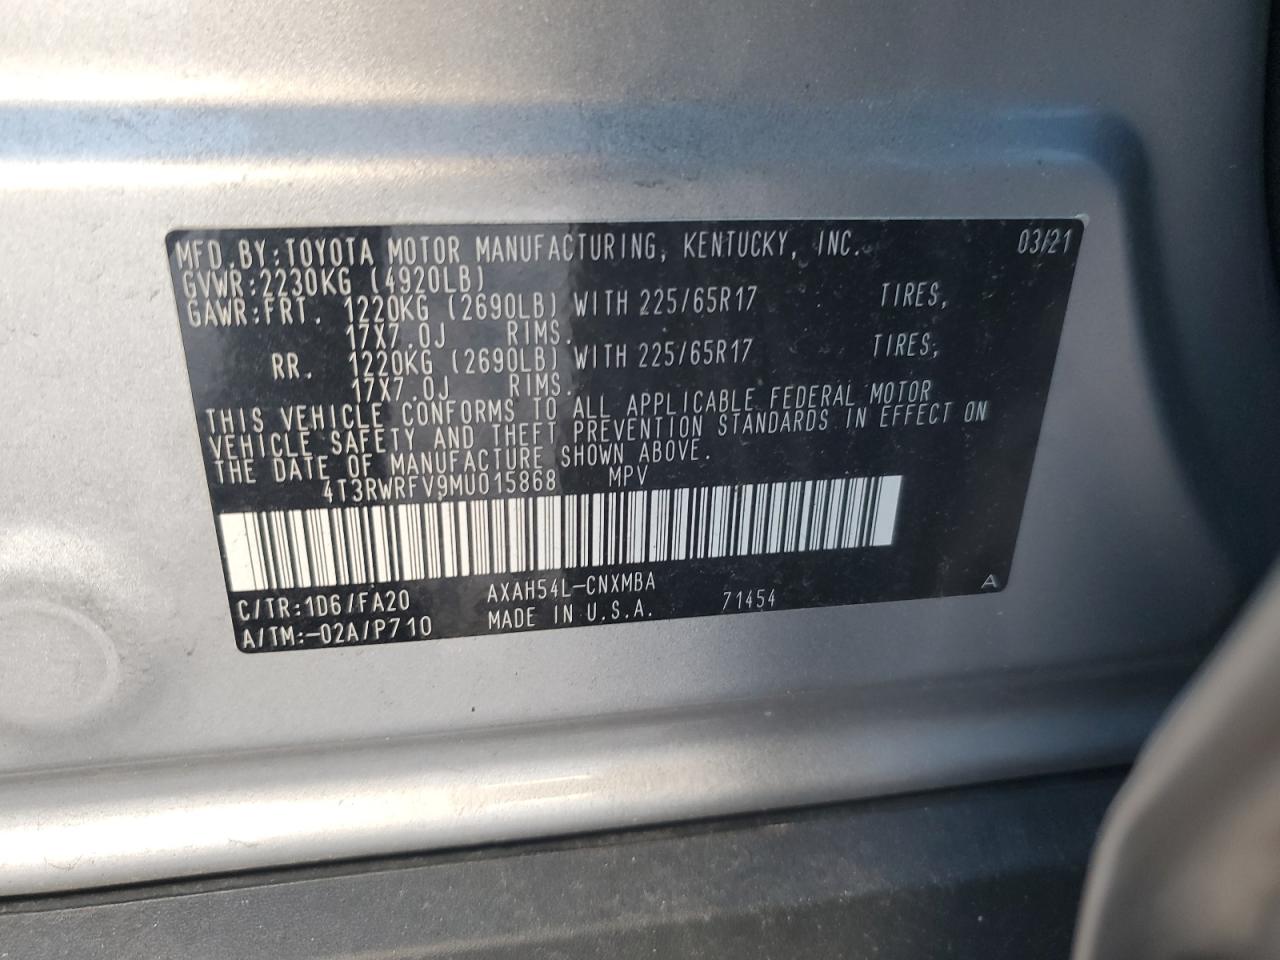 MFD. BY: TOYOTA MOTOR MANUFACTURING, KENTUCKY, INC. 03/21
GVWR: 2230KG (4920LB)
GAWR: FRT. 1220KG (2690LB) WITH 225/65R17 TIRES,
17X7.0J RIMS.
RR. 1220KG (2690LB) WITH 225/65R17 TIRES,
17X7.0J RIMS.
THIS VEHICLE CONFORMS TO ALL APPLICABLE FEDERAL MOTOR
VEHICLE SAFETY AND THEFT PREVENTION STANDARDS IN EFFECT ON
THE DATE OF MANUFACTURE SHOWN ABOVE.
4T3RWRFV9MU015868 MPV
C/TR: 1D6/FA20 AXAH54L-CNXMBA A
A/TM: -02A/P710 MADE IN U.S.A. 71454